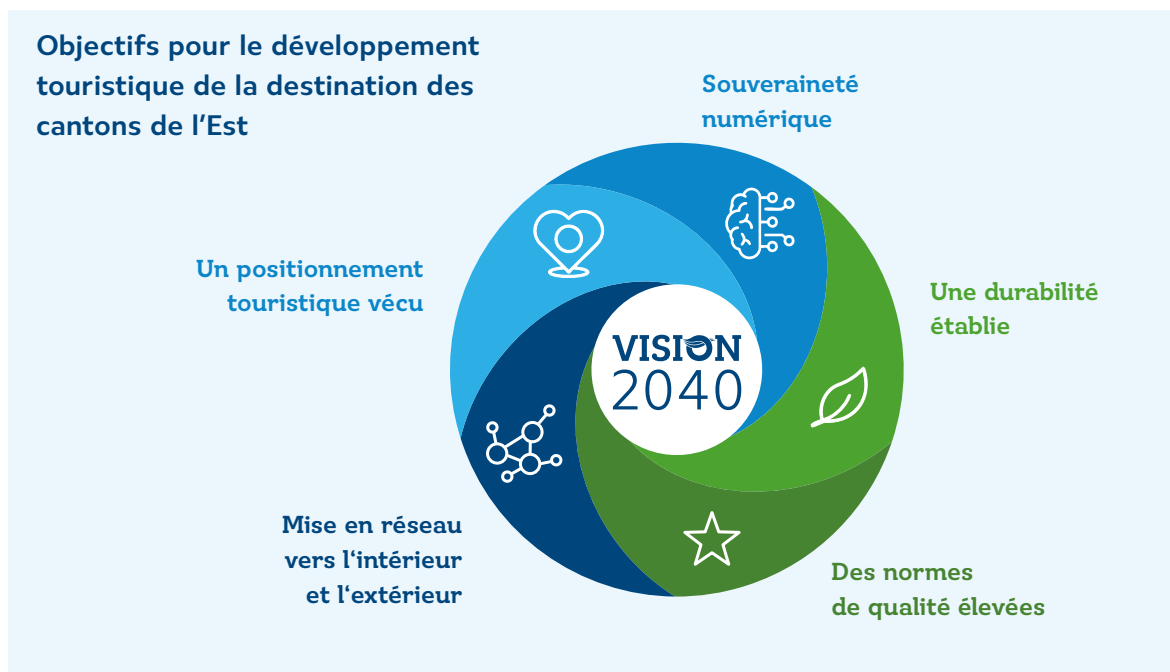 Objectifs pour le développement
touristique de la destination des
cantons de l'Est
Souveraineté
numérique
Un positionnement
touristique vécu
Une durabilité
établie
VISION
2040
Mise en réseau
vers l‘intérieur
et l‘extérieur
Des normes
de qualité élevées